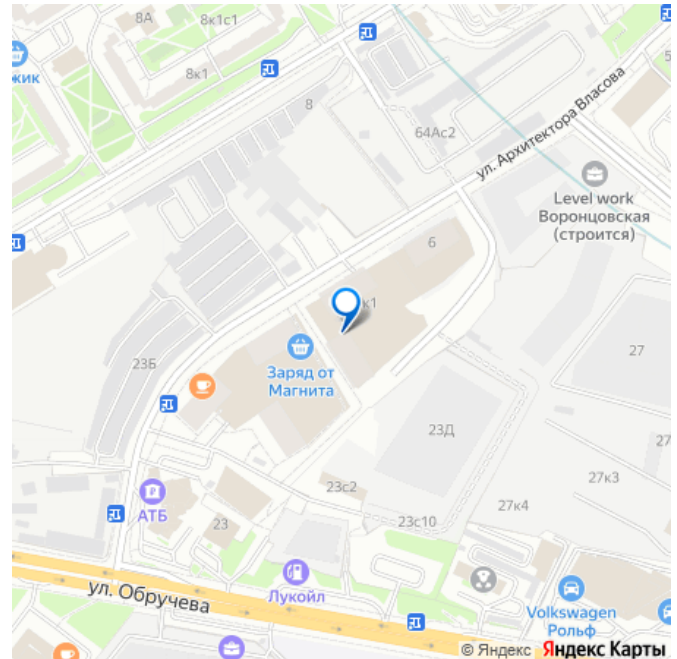 8А
8к1с1
жик
8к1
8
64Ас2
ул. Архитектора Власова
5
Level work
Воронцовская
(строится)
6
к1
23Б
Заряд от
Магнита
27
23Д
27
27к3
23с2
27к4
АТБ
23
23с10
ул. Обручева
Лукойл
Volkswagen
Рольф
© Яндекс Яндекс Карты